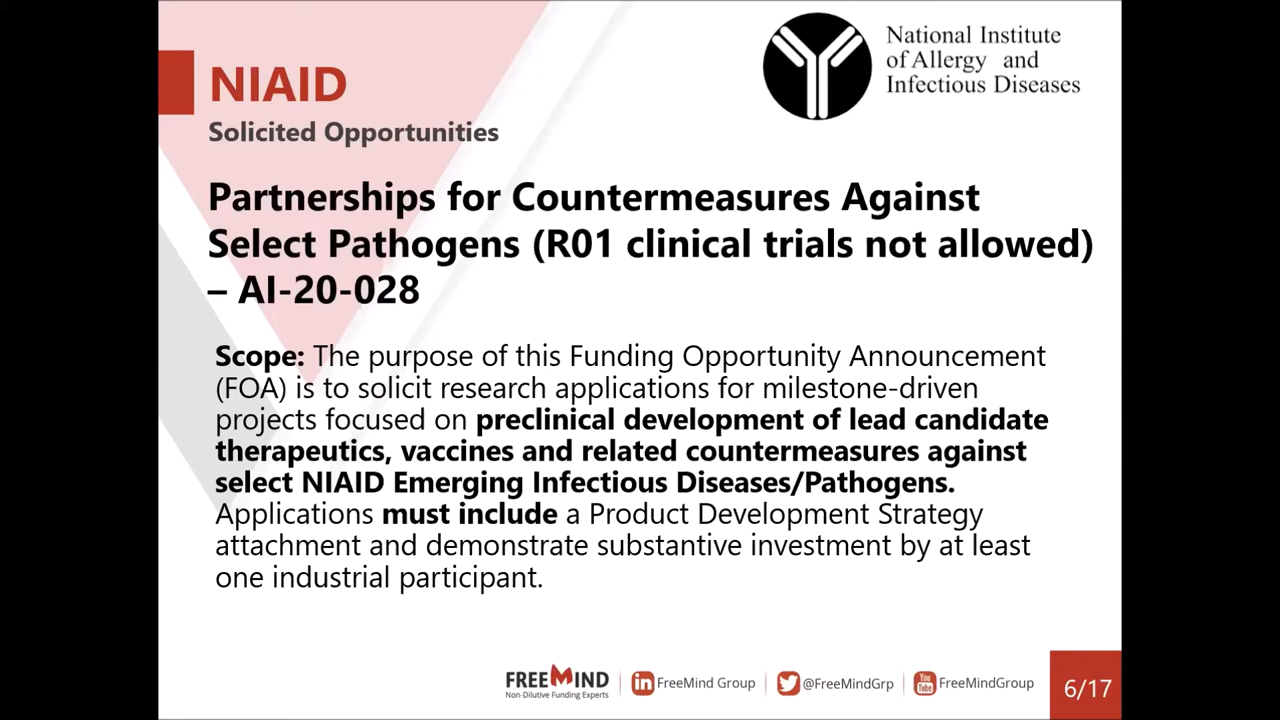 NIAID
Solicited Opportunities
National Institute
of Allergy and
Infectious Diseases
Partnerships for Countermeasures Against
Select Pathogens (R01 clinical trials not allowed)
– AI-20-028
Scope: The purpose of this Funding Opportunity Announcement
(FOA) is to solicit research applications for milestone-driven
projects focused on preclinical development of lead candidate
therapeutics, vaccines and related countermeasures against
select NIAID Emerging Infectious Diseases/Pathogens.
Applications must include a Product Development Strategy
attachment and demonstrate substantive investment by at least
one industrial participant.
FREEMIND
Non-Dilutive Funding Experts
in FreeMind Group
@FreeMindGrp
You Tube FreeMindGroup
6/17